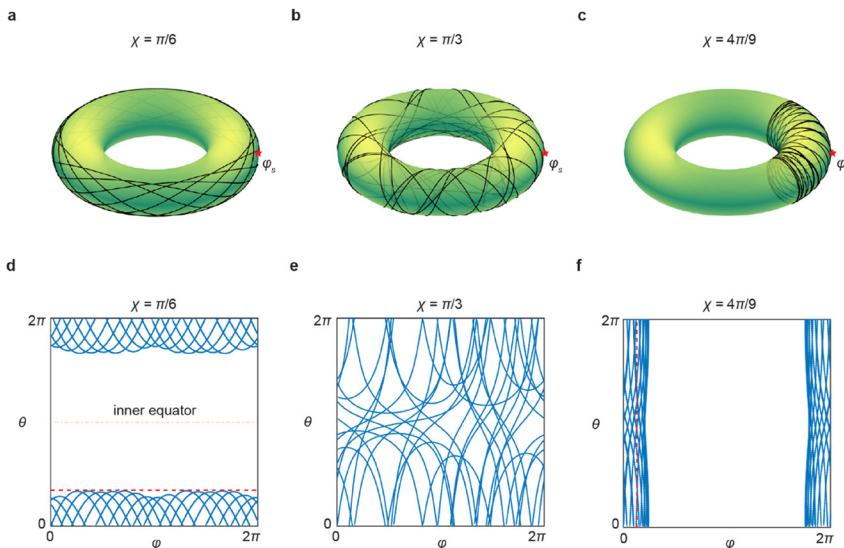 a
χ = π/6
φs
b
χ = π/3
φs
c
χ = 4π/9
φ
d
χ = π/6
2π
θ
inner equator
0
0
φ
2π
e
χ = π/3
2π
θ
0
0
φ
2π
f
χ = 4π/9
2π
θ
0
0
φ
2π